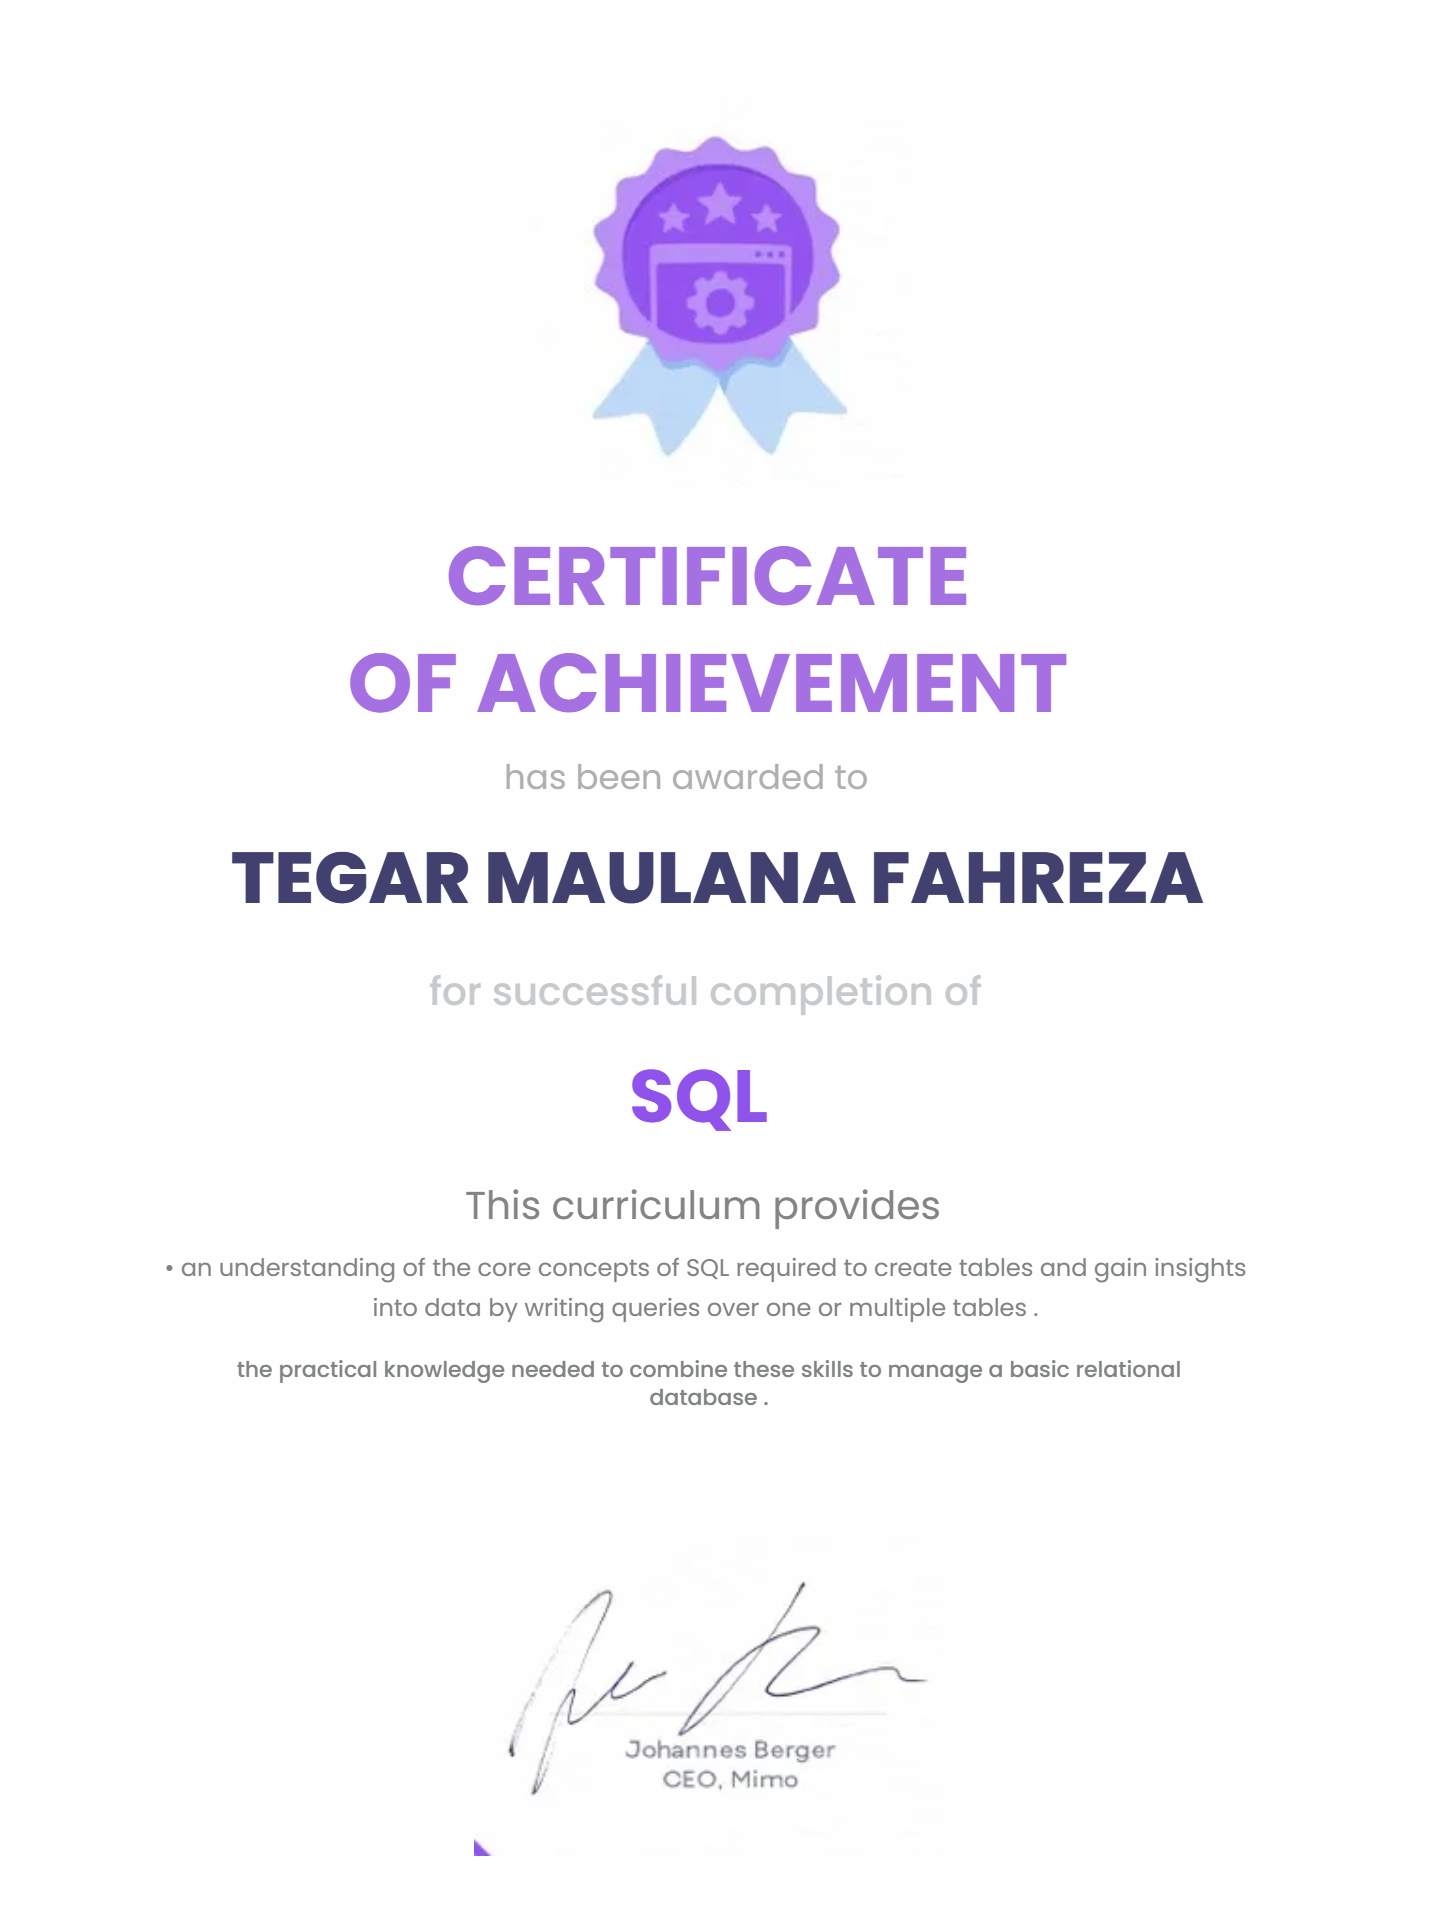 CERTIFICATE
OF ACHIEVEMENT
has been awarded to
TEGAR MAULANA FAHREZA
for successful completion of
SQL
This curriculum provides
• an understanding of the core concepts of SQL required to create tables and gain insights
into data by writing queries over one or multiple tables .
the practical knowledge needed to combine these skills to manage a basic relational
database .
Johannes Berger
CEO, Mimo